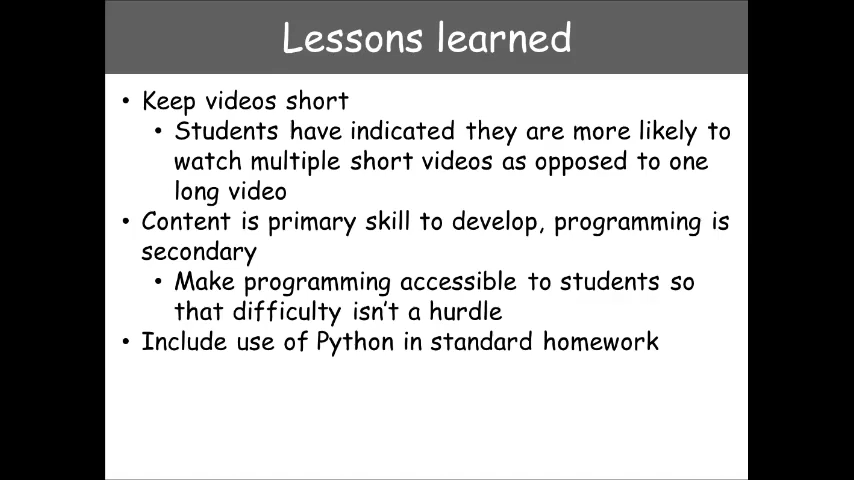 Lessons learned
• Keep videos short
• Students have indicated they are more likely to
watch multiple short videos as opposed to one
long video
• Content is primary skill to develop, programming is
secondary
• Make programming accessible to students so
that difficulty isn't a hurdle
• Include use of Python in standard homework